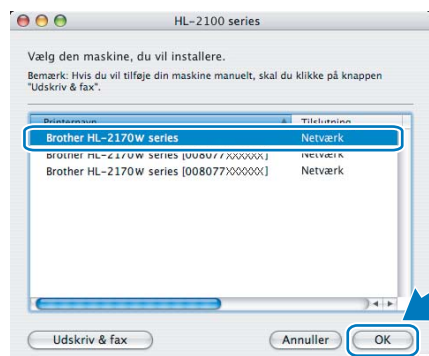 HL-2100 series
Vælg den maskine, du vil installere.
Bemærk: Hvis du vil tilføje din maskine manuelt, skal du klikke på knappen
"Udskriv & fax".
Printernavn Tilslutning
Brother HL-2170W series Netværk
Brother HL-2170W series [008077XXXXXX] Netværk
Brother HL-2170W series [008077XXXXXX] Netværk
Udskriv & fax Annuller OK